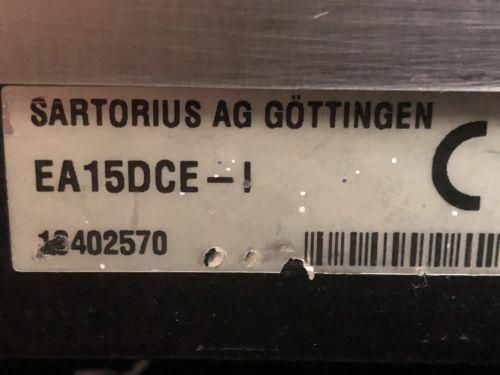 SARTORIUS AG GÖTTINGEN
EA15DCE-I
C